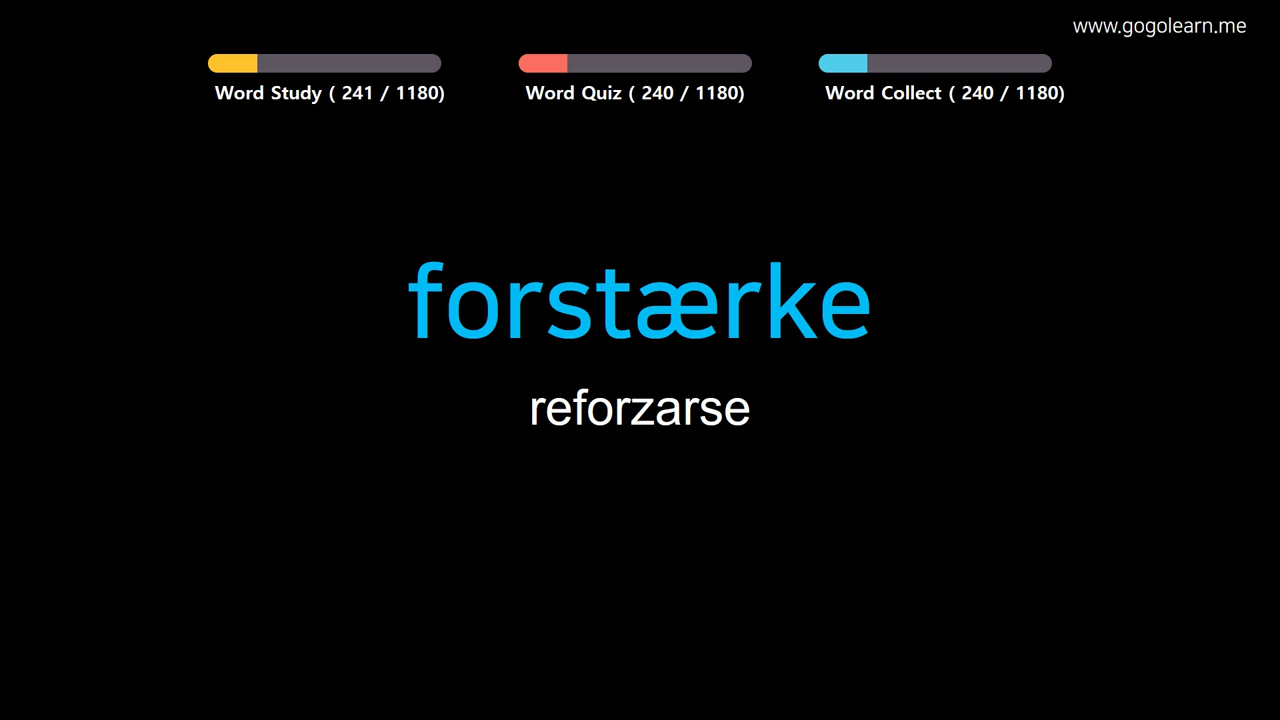 www.gogolearn.me
Word Study ( 241 / 1180)
Word Quiz ( 240 / 1180)
Word Collect ( 240 / 1180)
forstærke
reforzarse